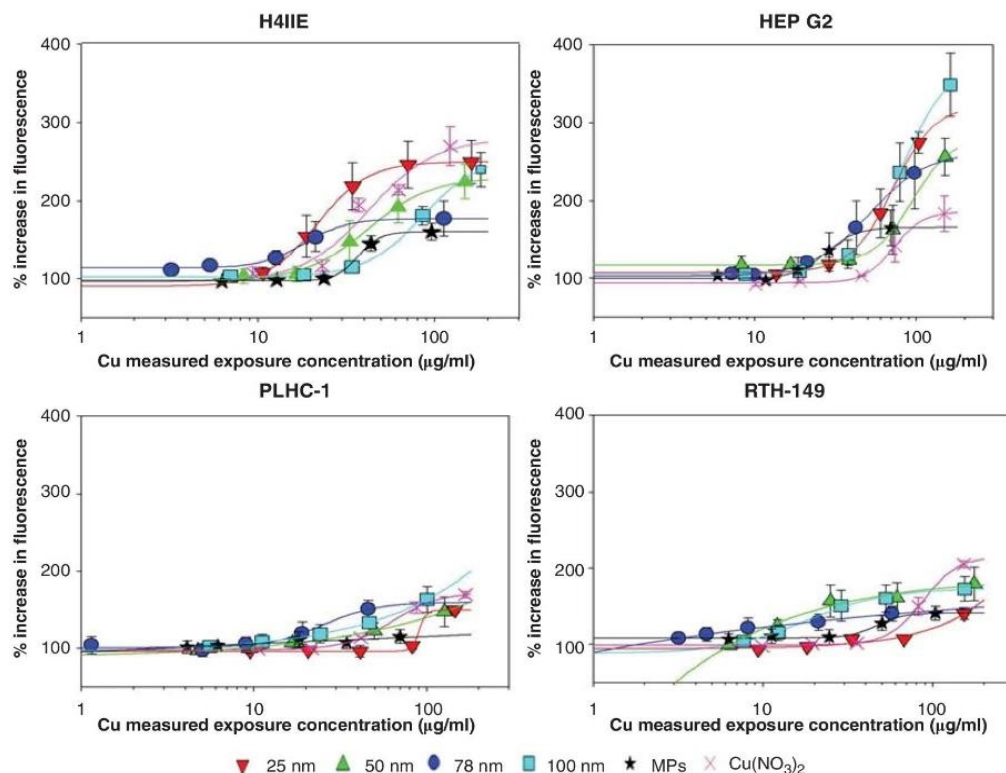 H4IIE
HEP G2
400
300
200
100
% increase in fluorescence
1
10
100
Cu measured exposure concentration (µg/ml)
400
300
200
100
% increase in fluorescence
1
10
100
Cu measured exposure concentration (µg/ml)
PLHC-1
RTH-149
400
300
200
100
% increase in fluorescence
1
10
100
Cu measured exposure concentration (µg/ml)
400
300
200
100
% increase in fluorescence
1
10
100
Cu measured exposure concentration (µg/ml)
25 nm 50 nm 78 nm 100 nm MPs Cu(NO₃)₂